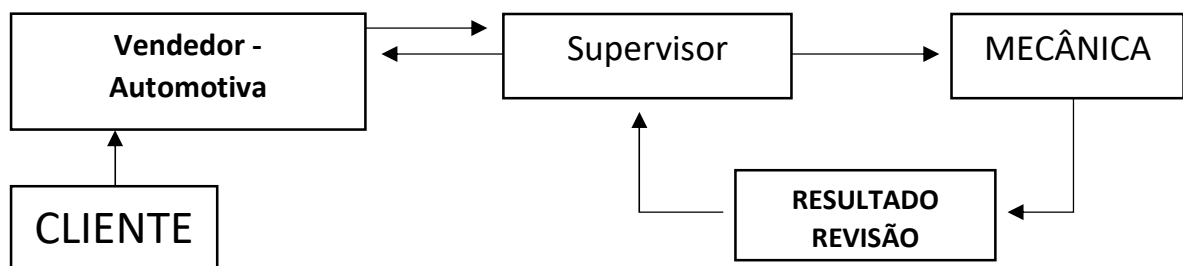 Vendedor -
Automotiva
Supervisor
MECÂNICA
CLIENTE
RESULTADO
REVISÃO